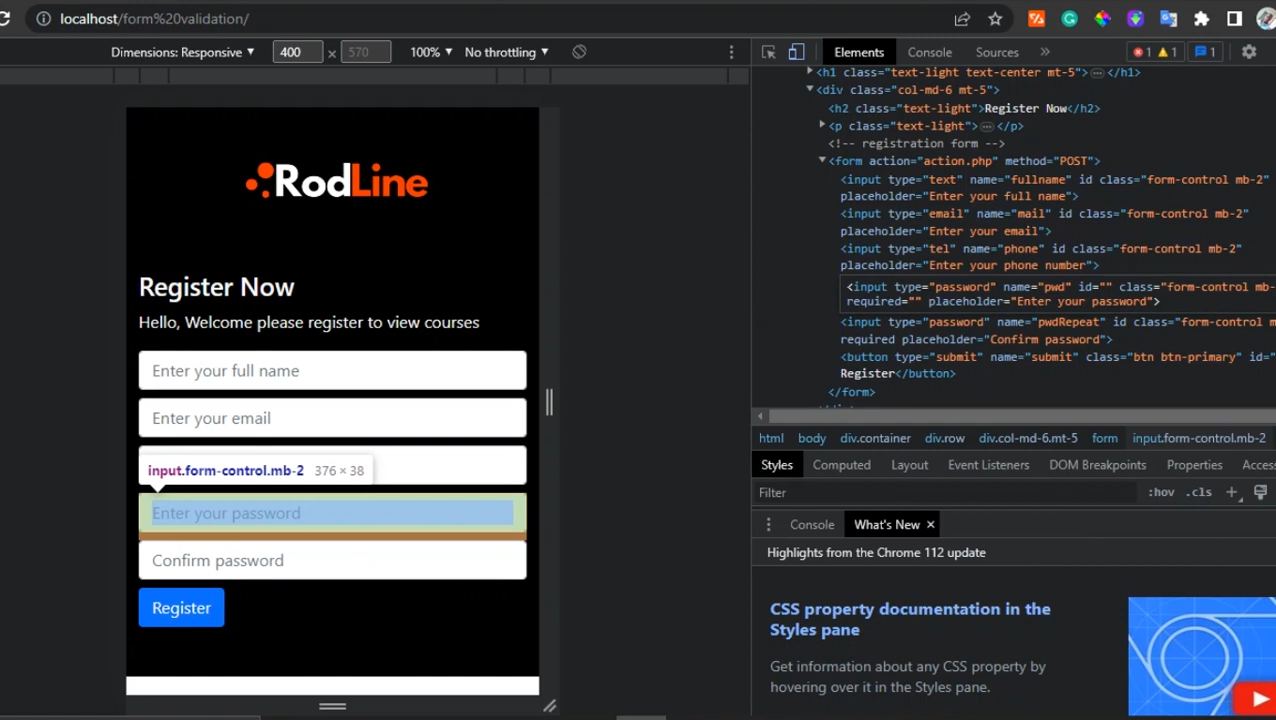 localhost/form%20validation/
Dimensions: Responsive 400 × 570 100% No throttling
Elements Console Sources 1 1 1
<h1 class="text-light text-center mt-5"></h1>
<div class="col-md-6 mt-5">
<h2 class="text-light">Register Now</h2>
<p class="text-light"></p>
<!-- registration form -->
<form action="action.php" method="POST">
<input type="text" name="fullname" id class="form-control mb-2"
placeholder="Enter your full name">
<input type="email" name="mail" id class="form-control mb-2"
placeholder="Enter your email">
<input type="tel" name="phone" id class="form-control mb-2"
placeholder="Enter your phone number">
<input type="password" name="pwd" id="" class="form-control mb-
required="" placeholder="Enter your password">
<input type="password" name="pwdRepeat" id class="form-control m
required placeholder="Confirm password">
<button type="submit" name="submit" class="btn btn-primary" id=
Register</button>
</form>
html body div.container div.row div.col-md-6.mt-5 form input.form-control.mb-2
Styles Computed Layout Event Listeners DOM Breakpoints Properties Access
Filter :hov .cls +
Console What's New ×
Highlights from the Chrome 112 update
CSS property documentation in the
Styles pane
Get information about any CSS property by
hovering over it in the Styles pane.
RodLine
Register Now
Hello, Welcome please register to view courses
Enter your full name
Enter your email
input.form-control.mb-2 376 × 38
Enter your password
Confirm password
Register